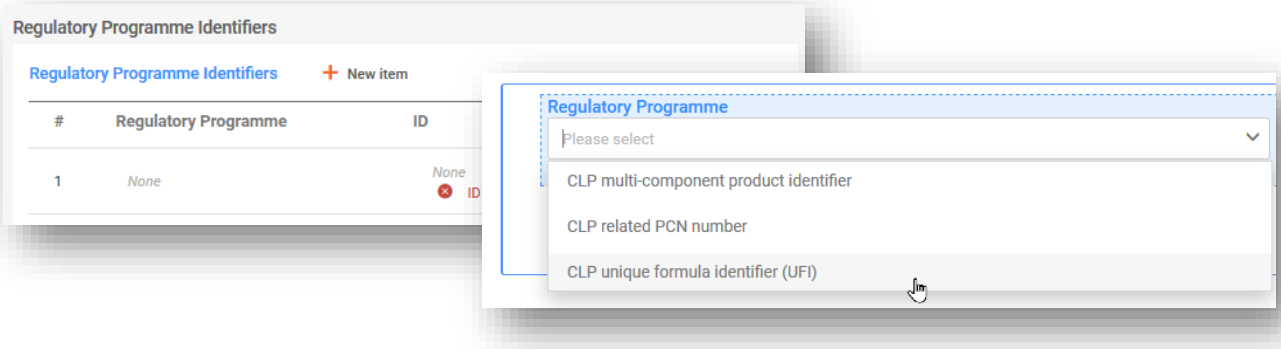 Regulatory Programme Identifiers
Regulatory Programme Identifiers + New item
# Regulatory Programme ID
1 None None
ID
Regulatory Programme
Please select
CLP multi-component product identifier
CLP related PCN number
CLP unique formula identifier (UFI)